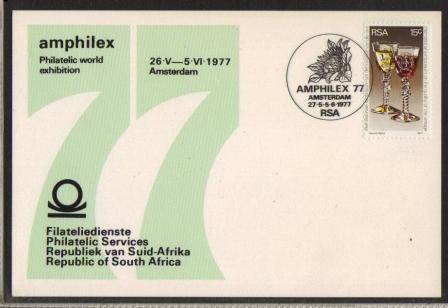 amphilex
Philatelic world
exhibition
26·V—5·VI·1977
Amsterdam
AMPHILEX 77
AMSTERDAM
27·5-5·6·1977
RSA
RSA 15c
Filateliedienste
Philatelic Services
Republiek van Suid-Afrika
Republic of South Africa